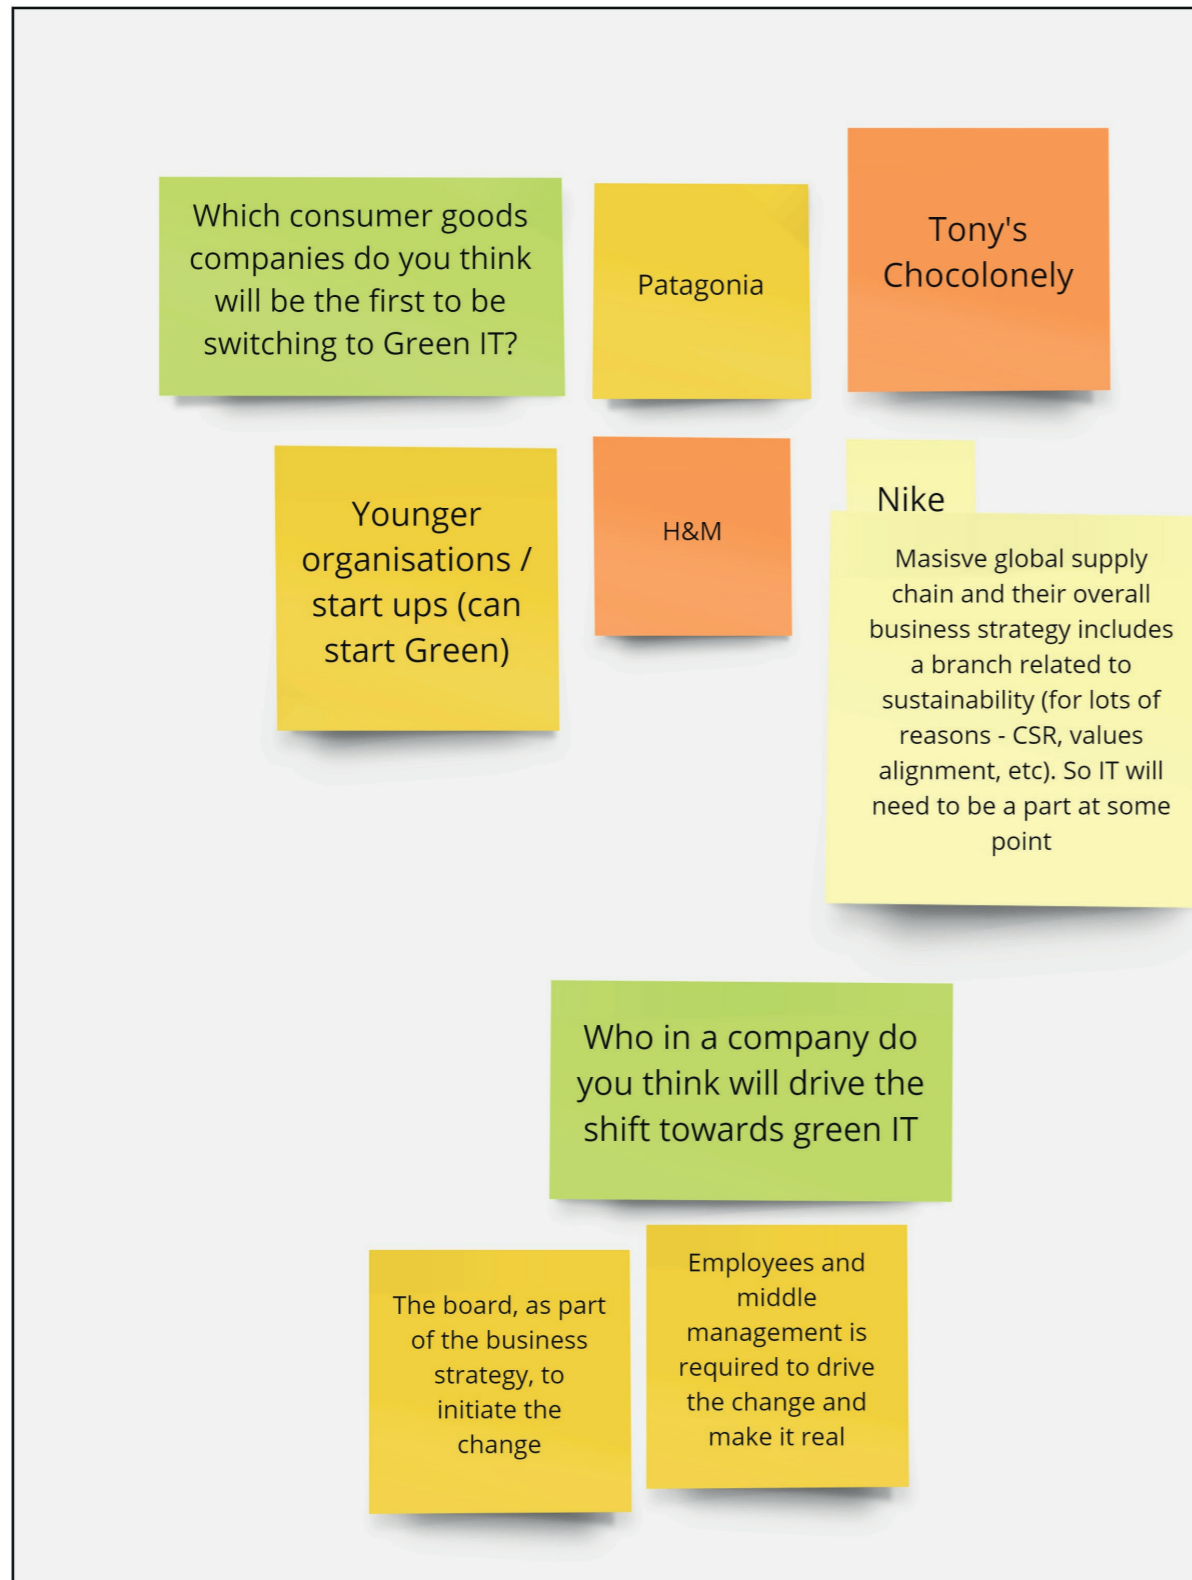 Which consumer goods
companies do you think
will be the first to be
switching to Green IT?
Patagonia
Tony's
Chocolonely
Younger
organisations /
start ups (can
start Green)
H&M
Nike
Masisve global supply
chain and their overall
business strategy includes
a branch related to
sustainability (for lots of
reasons - CSR, values
alignment, etc). So IT will
need to be a part at some
point
Who in a company do
you think will drive the
shift towards green IT
The board, as part
of the business
strategy, to
initiate the
change
Employees and
middle
management is
required to drive
the change and
make it real